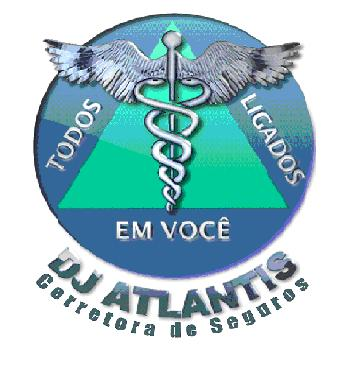 TODOS
LIGADOS
EM VOCÊ
DJ ATLANTIS
Corretora de Seguros